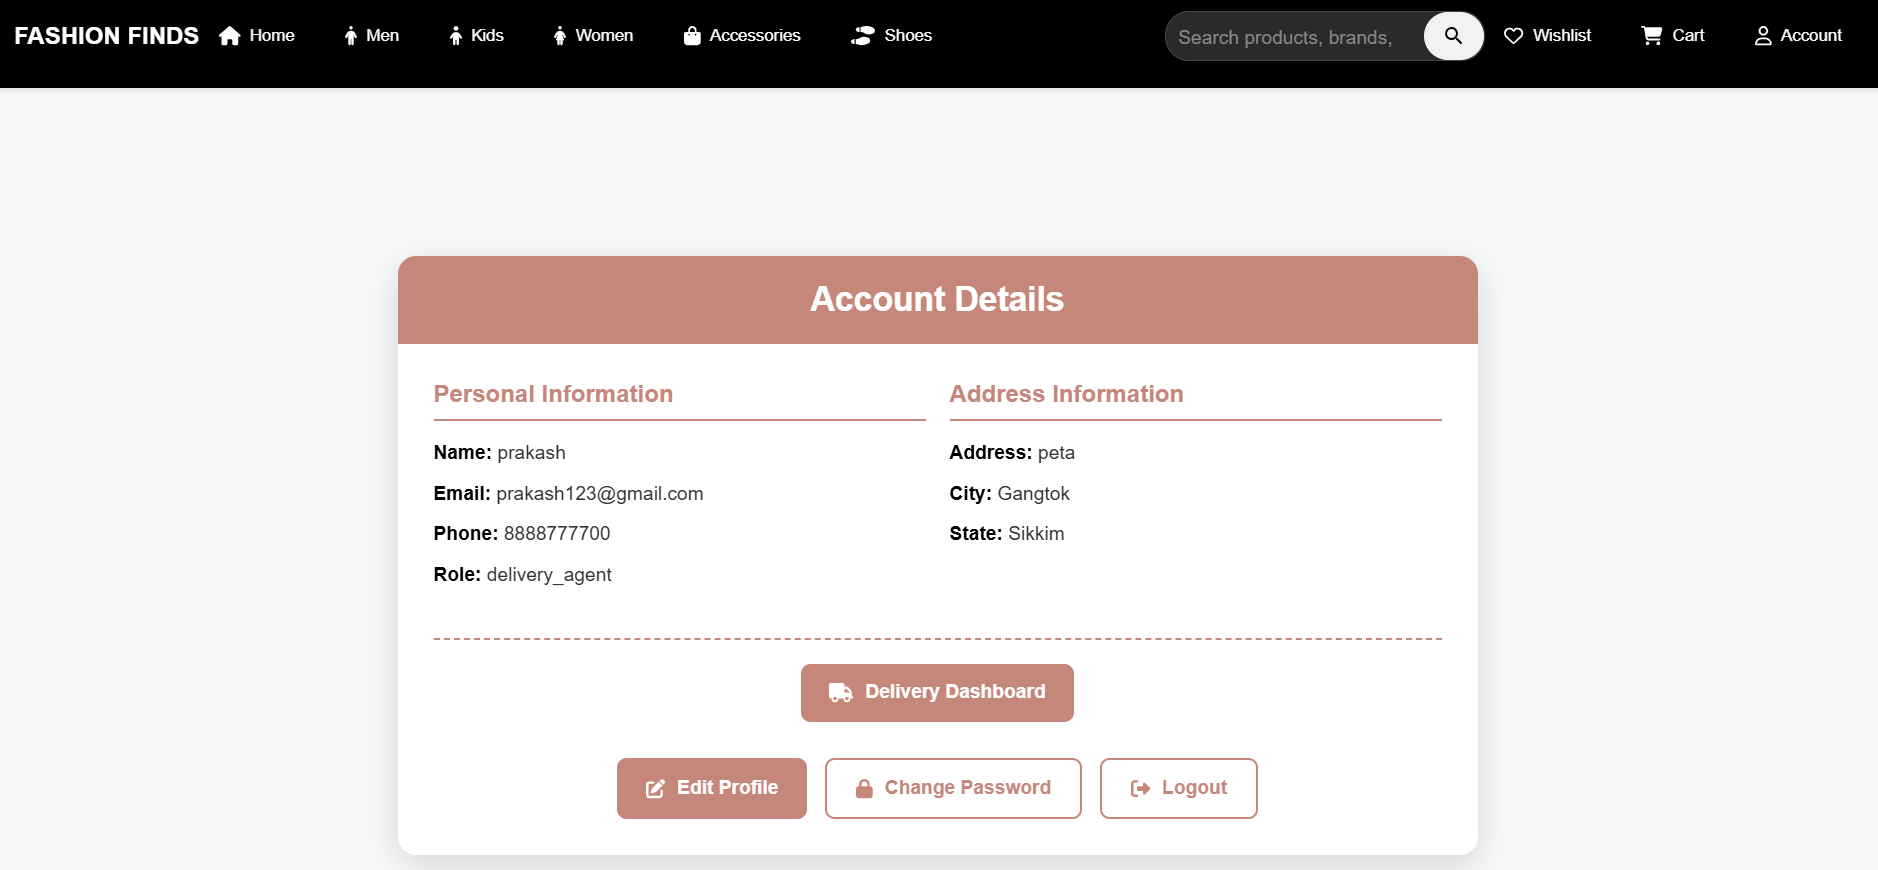 FASHION FINDS Home Men Kids Women Accessories Shoes Search products, brands, Wishlist Cart Account
Account Details
Personal Information
Name: prakash
Email: prakash123@gmail.com
Phone: 8888777700
Role: delivery_agent
Address Information
Address: peta
City: Gangtok
State: Sikkim
Delivery Dashboard
Edit Profile Change Password Logout